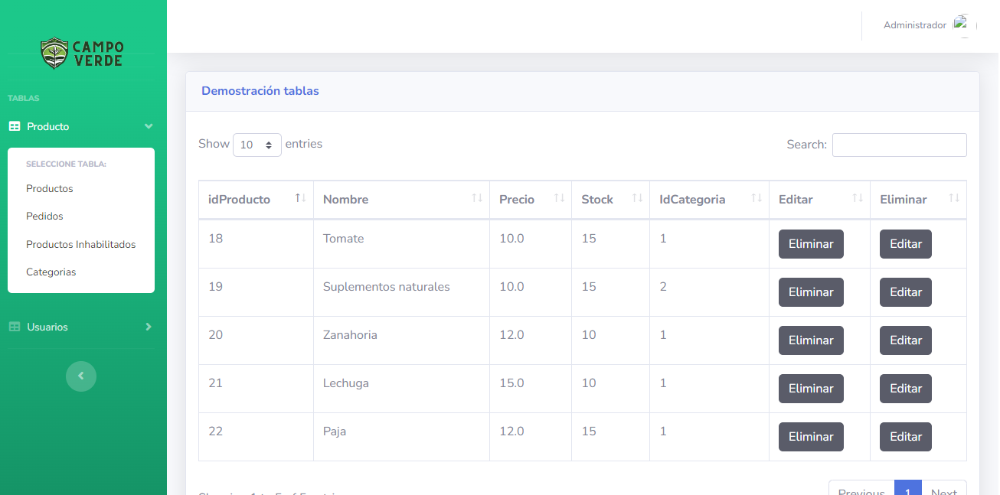 CAMPO
VERDE
Administrador
TABLAS
Producto
SELECCIONE TABLA:
Productos
Pedidos
Productos Inhabilitados
Categorias
Usuarios
Demostración tablas
Show 10 entries
Search:
idProducto Nombre Precio Stock IdCategoria Editar Eliminar
18 Tomate 10.0 15 1 Eliminar Editar
19 Suplementos naturales 10.0 15 2 Eliminar Editar
20 Zanahoria 12.0 10 1 Eliminar Editar
21 Lechuga 15.0 10 1 Eliminar Editar
22 Paja 12.0 15 1 Eliminar Editar
Previous 1 Next